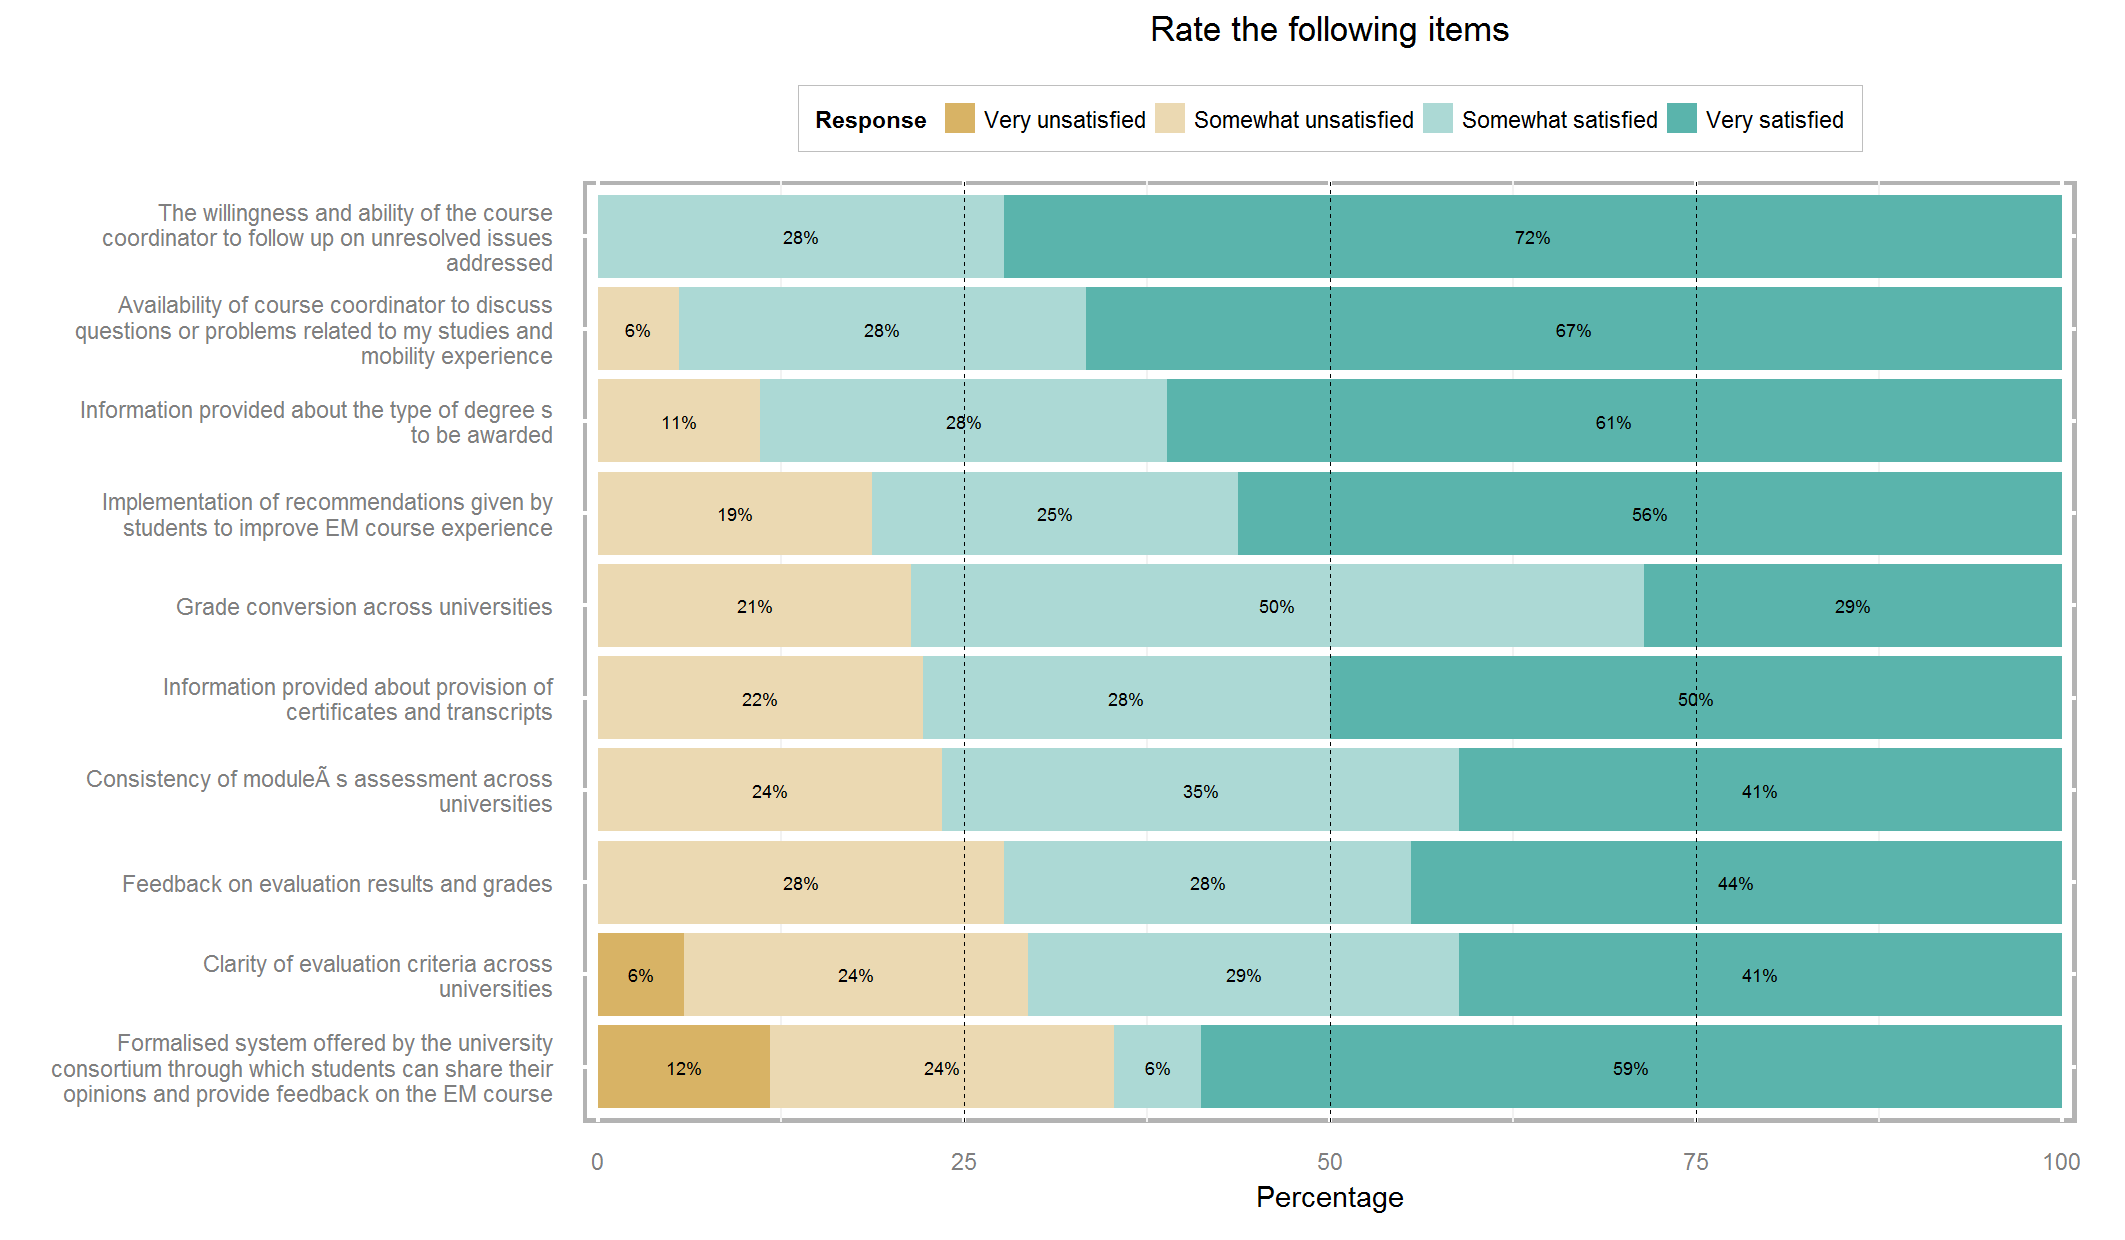 Rate the following items
Response Very unsatisfied Somewhat unsatisfied Somewhat satisfied Very satisfied
The willingness and ability of the course
coordinator to follow up on unresolved issues
addressed
28% 72%
Availability of course coordinator to discuss
questions or problems related to my studies and
mobility experience
6% 28% 67%
Information provided about the type of degree s
to be awarded
11% 28% 61%
Implementation of recommendations given by
students to improve EM course experience
19% 25% 56%
Grade conversion across universities
21% 50% 29%
Information provided about provision of
certificates and transcripts
22% 28% 50%
Consistency of moduleÃ s assessment across
universities
24% 35% 41%
Feedback on evaluation results and grades
28% 28% 44%
Clarity of evaluation criteria across
universities
6% 24% 29% 41%
Formalised system offered by the university
consortium through which students can share their
opinions and provide feedback on the EM course
12% 24% 6% 59%
0 25 50 75 100
Percentage